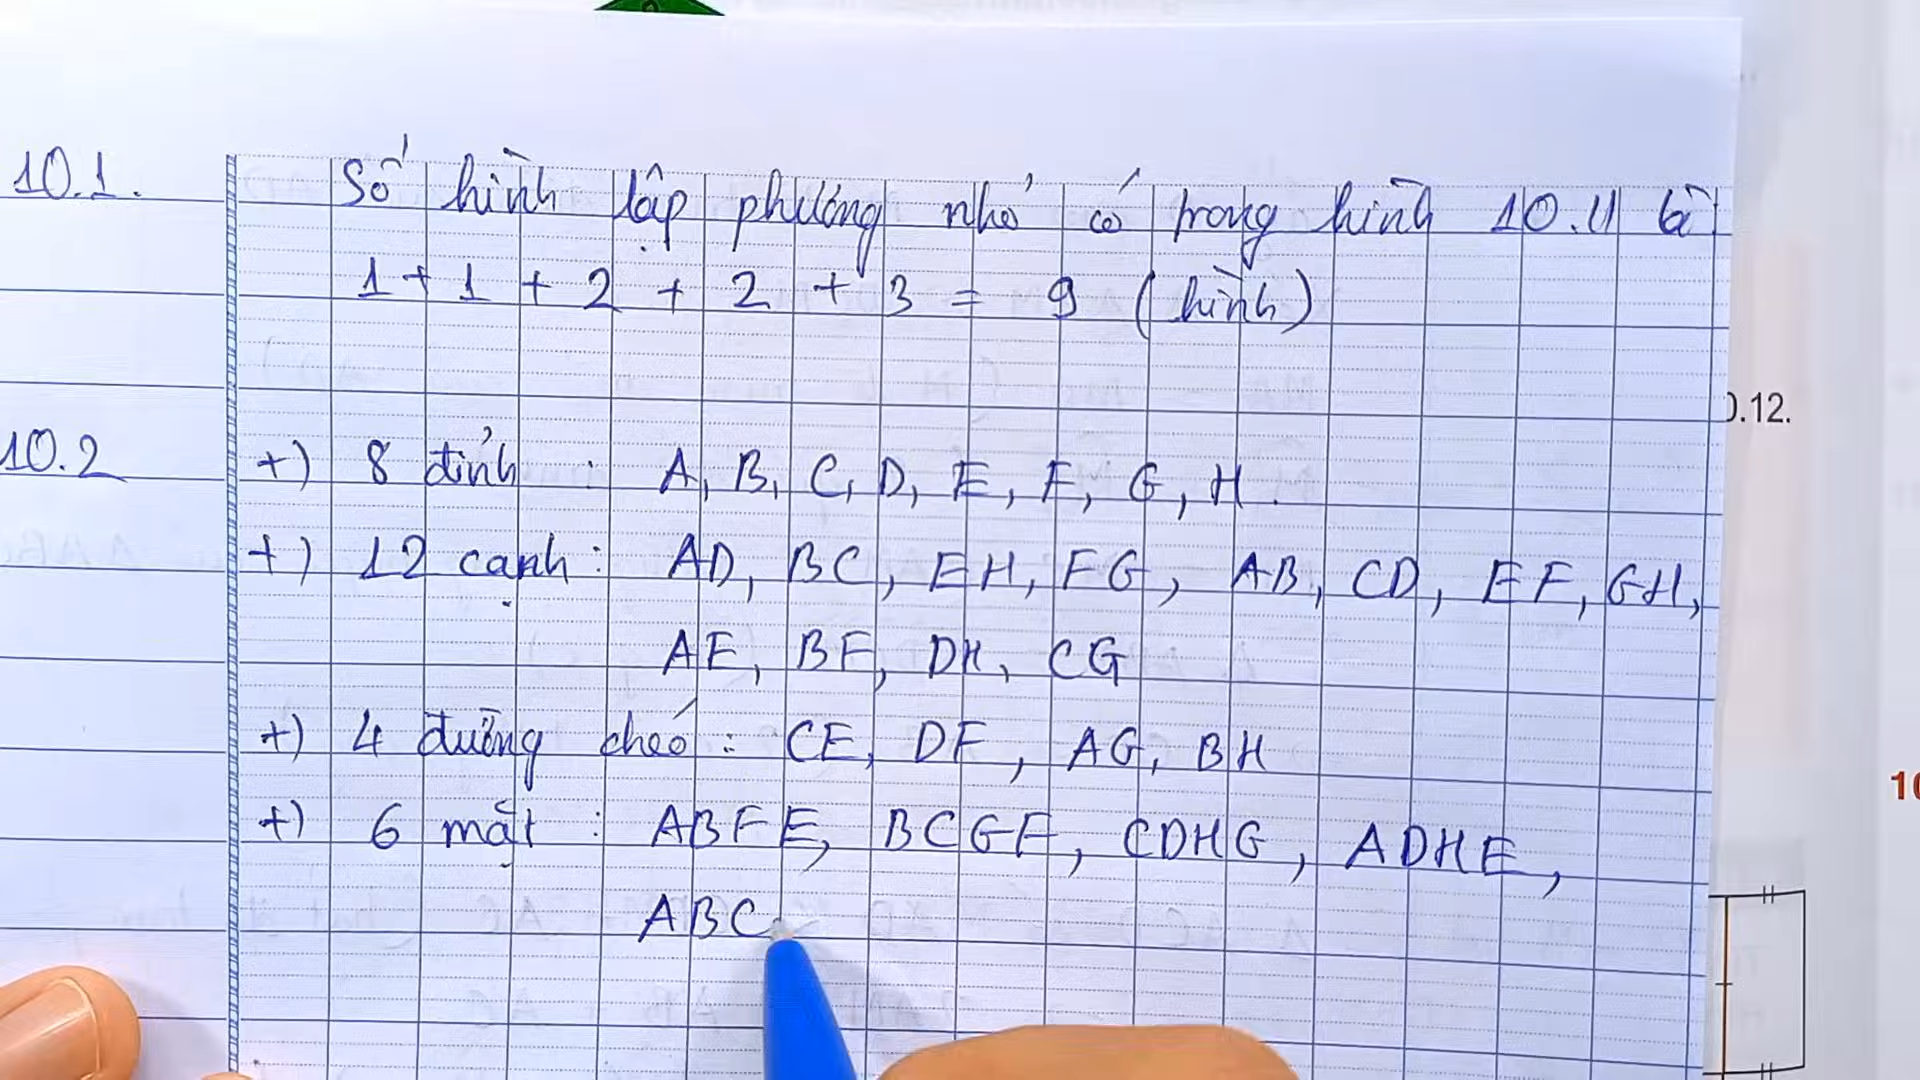 10.1. Số hình lập phương nhỏ có trong hình 10.11 là
1 + 1 + 2 + 2 + 3 = 9 (hình)
0.12.
10.2 +) 8 đỉnh : A, B, C, D, E, F, G, H.
+) 12 cạnh : AD, BC, EH, FG, AB, CD, EF, GH,
AE, BF, DH, CG
+) 4 đường chéo : CE, DF, AG, BH
10
+) 6 mặt : ABFE, BCGF, CDHG, ADHE,
ABC